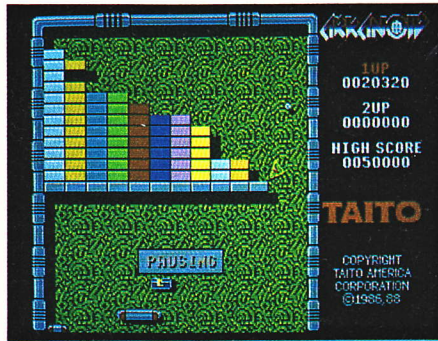 ARKANOID
1UP
0020320
2UP
0000000
HIGH SCORE
0050000
TAITO
PAUSING
COPYRIGHT
TAITO AMERICA
CORPORATION
©1986,88